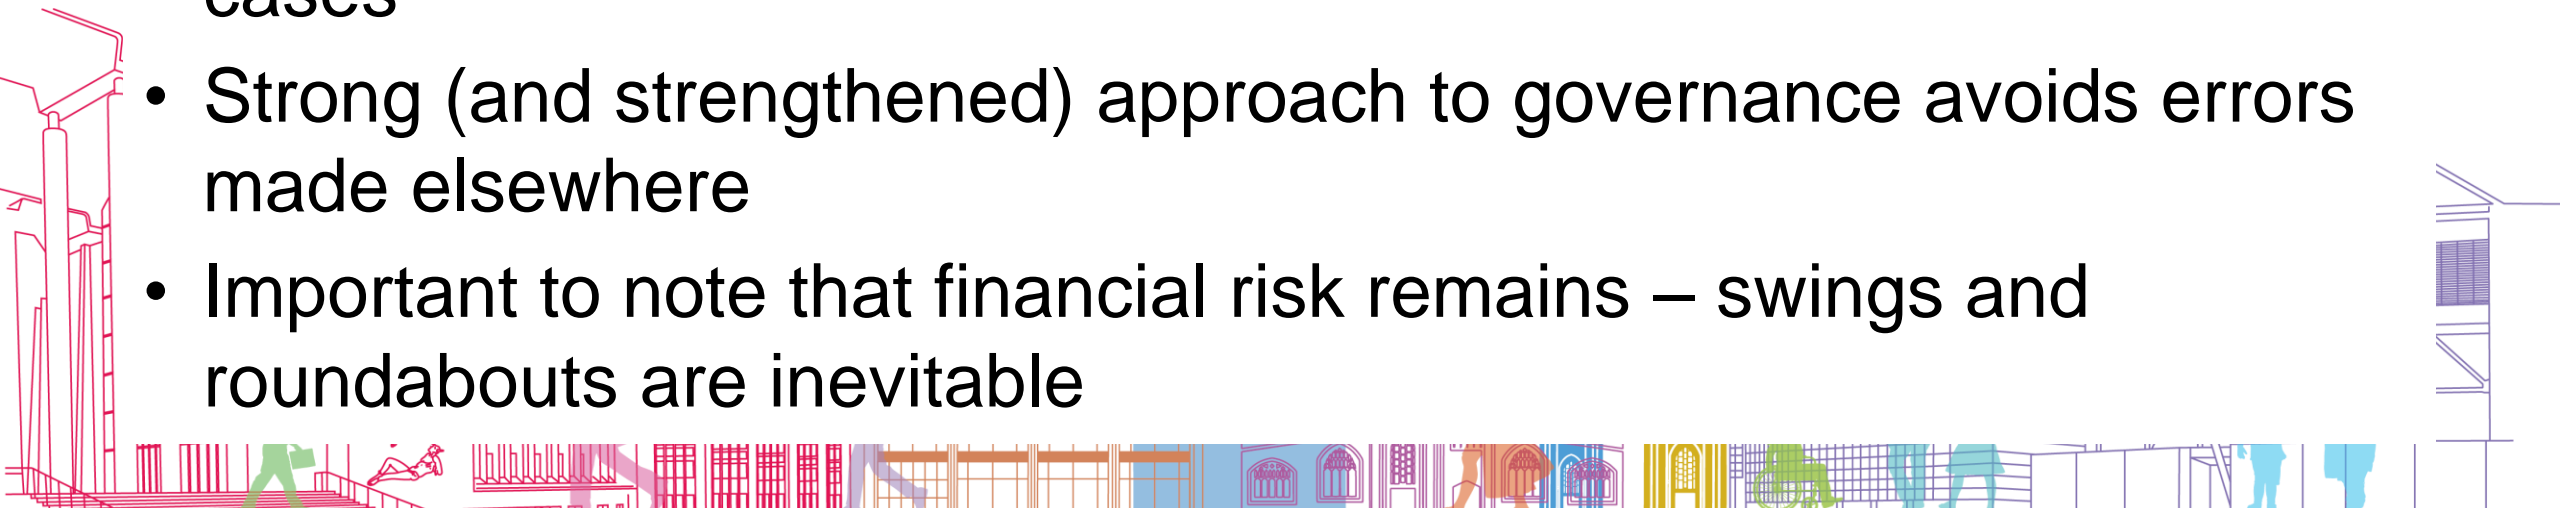 cases
• Strong (and strengthened) approach to governance avoids errors
made elsewhere
• Important to note that financial risk remains – swings and
roundabouts are inevitable